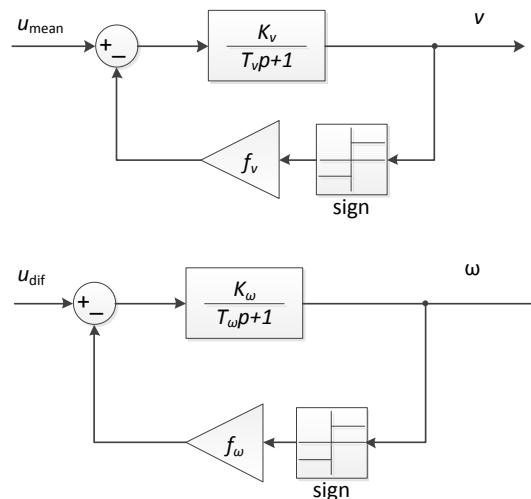 u_mean
v
+
−
K_v
T_v p+1
f_v
sign
u_dif
ω
+
−
K_ω
T_ω p+1
f_ω
sign